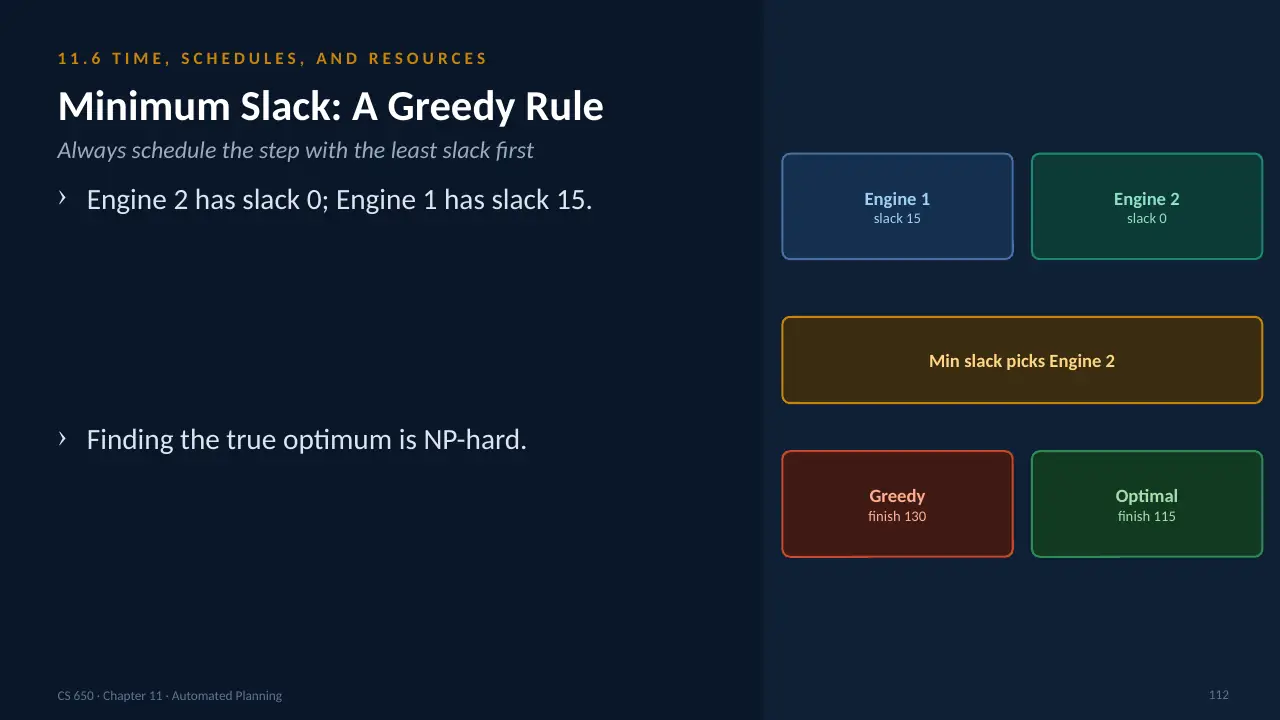 11.6 TIME, SCHEDULES, AND RESOURCES
Minimum Slack: A Greedy Rule
Always schedule the step with the least slack first
› Engine 2 has slack 0; Engine 1 has slack 15.
› Finding the true optimum is NP-hard.
Engine 1
slack 15
Engine 2
slack 0
Min slack picks Engine 2
Greedy
finish 130
Optimal
finish 115
CS 650 · Chapter 11 · Automated Planning
112